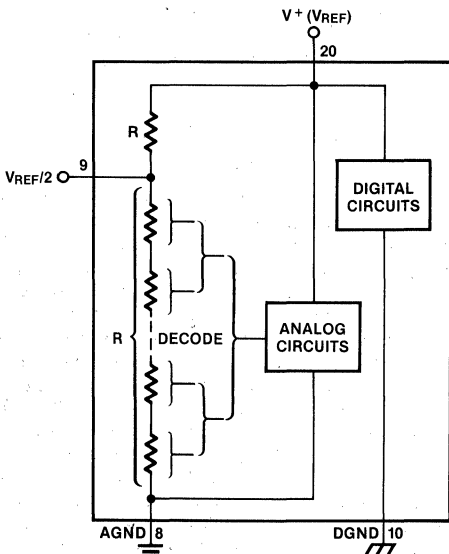 V+ (VREF)
20
R
9
VREF/2
DIGITAL
CIRCUITS
R
DECODE
ANALOG
CIRCUITS
AGND 8
DGND 10